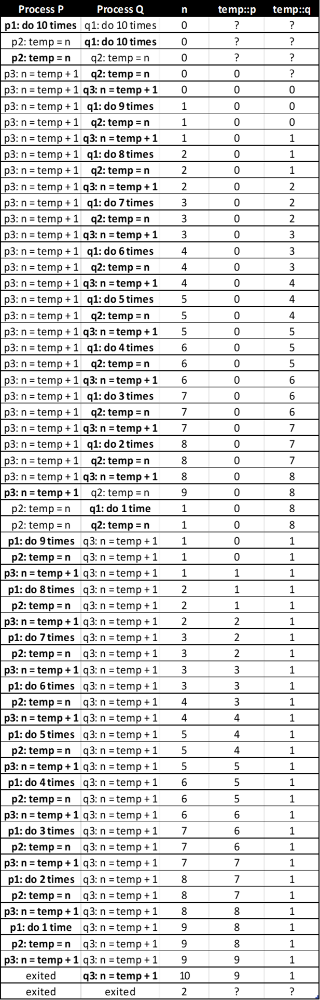 Process P Process Q n temp::p temp::q
p1: do 10 times q1: do 10 times 0 ? ?
p2: temp = n q1: do 10 times 0 ? ?
p2: temp = n q2: temp = n 0 ? ?
p3: n = temp + 1 q2: temp = n 0 0 ?
p3: n = temp + 1 q3: n = temp + 1 0 0 0
p3: n = temp + 1 q1: do 9 times 1 0 0
p3: n = temp + 1 q2: temp = n 1 0 0
p3: n = temp + 1 q3: n = temp + 1 1 0 1
p3: n = temp + 1 q1: do 8 times 2 0 1
p3: n = temp + 1 q2: temp = n 2 0 1
p3: n = temp + 1 q3: n = temp + 1 2 0 2
p3: n = temp + 1 q1: do 7 times 3 0 2
p3: n = temp + 1 q2: temp = n 3 0 2
p3: n = temp + 1 q3: n = temp + 1 3 0 3
p3: n = temp + 1 q1: do 6 times 4 0 3
p3: n = temp + 1 q2: temp = n 4 0 3
p3: n = temp + 1 q3: n = temp + 1 4 0 4
p3: n = temp + 1 q1: do 5 times 5 0 4
p3: n = temp + 1 q2: temp = n 5 0 4
p3: n = temp + 1 q3: n = temp + 1 5 0 5
p3: n = temp + 1 q1: do 4 times 6 0 5
p3: n = temp + 1 q2: temp = n 6 0 5
p3: n = temp + 1 q3: n = temp + 1 6 0 6
p3: n = temp + 1 q1: do 3 times 7 0 6
p3: n = temp + 1 q2: temp = n 7 0 6
p3: n = temp + 1 q3: n = temp + 1 7 0 7
p3: n = temp + 1 q1: do 2 times 8 0 7
p3: n = temp + 1 q2: temp = n 8 0 7
p3: n = temp + 1 q3: n = temp + 1 8 0 8
p3: n = temp + 1 q2: temp = n 9 0 8
p2: temp = n q1: do 1 time 1 0 8
p2: temp = n q2: temp = n 1 0 8
p1: do 9 times q3: n = temp + 1 1 0 1
p2: temp = n q3: n = temp + 1 1 0 1
p3: n = temp + 1 q3: n = temp + 1 1 1 1
p1: do 8 times q3: n = temp + 1 2 1 1
p2: temp = n q3: n = temp + 1 2 1 1
p3: n = temp + 1 q3: n = temp + 1 2 2 1
p1: do 7 times q3: n = temp + 1 3 2 1
p2: temp = n q3: n = temp + 1 3 2 1
p3: n = temp + 1 q3: n = temp + 1 3 3 1
p1: do 6 times q3: n = temp + 1 3 3 1
p2: temp = n q3: n = temp + 1 4 3 1
p3: n = temp + 1 q3: n = temp + 1 4 4 1
p1: do 5 times q3: n = temp + 1 5 4 1
p2: temp = n q3: n = temp + 1 5 4 1
p3: n = temp + 1 q3: n = temp + 1 5 5 1
p1: do 4 times q3: n = temp + 1 6 5 1
p2: temp = n q3: n = temp + 1 6 5 1
p3: n = temp + 1 q3: n = temp + 1 6 6 1
p1: do 3 times q3: n = temp + 1 7 6 1
p2: temp = n q3: n = temp + 1 7 6 1
p3: n = temp + 1 q3: n = temp + 1 7 7 1
p1: do 2 times q3: n = temp + 1 8 7 1
p2: temp = n q3: n = temp + 1 8 7 1
p3: n = temp + 1 q3: n = temp + 1 8 8 1
p1: do 1 time q3: n = temp + 1 9 8 1
p2: temp = n q3: n = temp + 1 9 8 1
p3: n = temp + 1 q3: n = temp + 1 9 9 1
exited q3: n = temp + 1 10 9 1
exited exited 2 ? ?